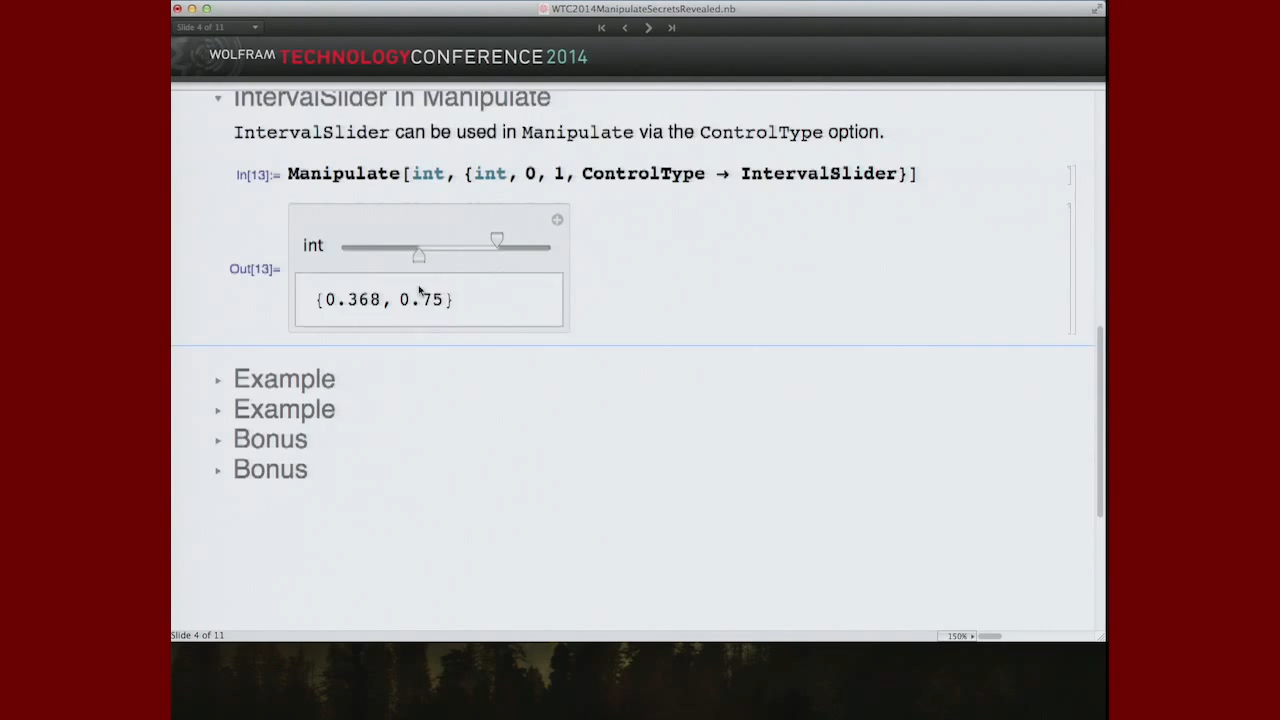 WTC2014ManipulateSecretsRevealed.nb
Slide 4 of 11
WOLFRAM TECHNOLOGYCONFERENCE 2014
IntervalSlider in Manipulate
IntervalSlider can be used in Manipulate via the ControlType option.
In[13]:= Manipulate[int, {int, 0, 1, ControlType → IntervalSlider}]
int
Out[13]=
{0.368, 0.75}
Example
Example
Bonus
Bonus
Slide 4 of 11
150%